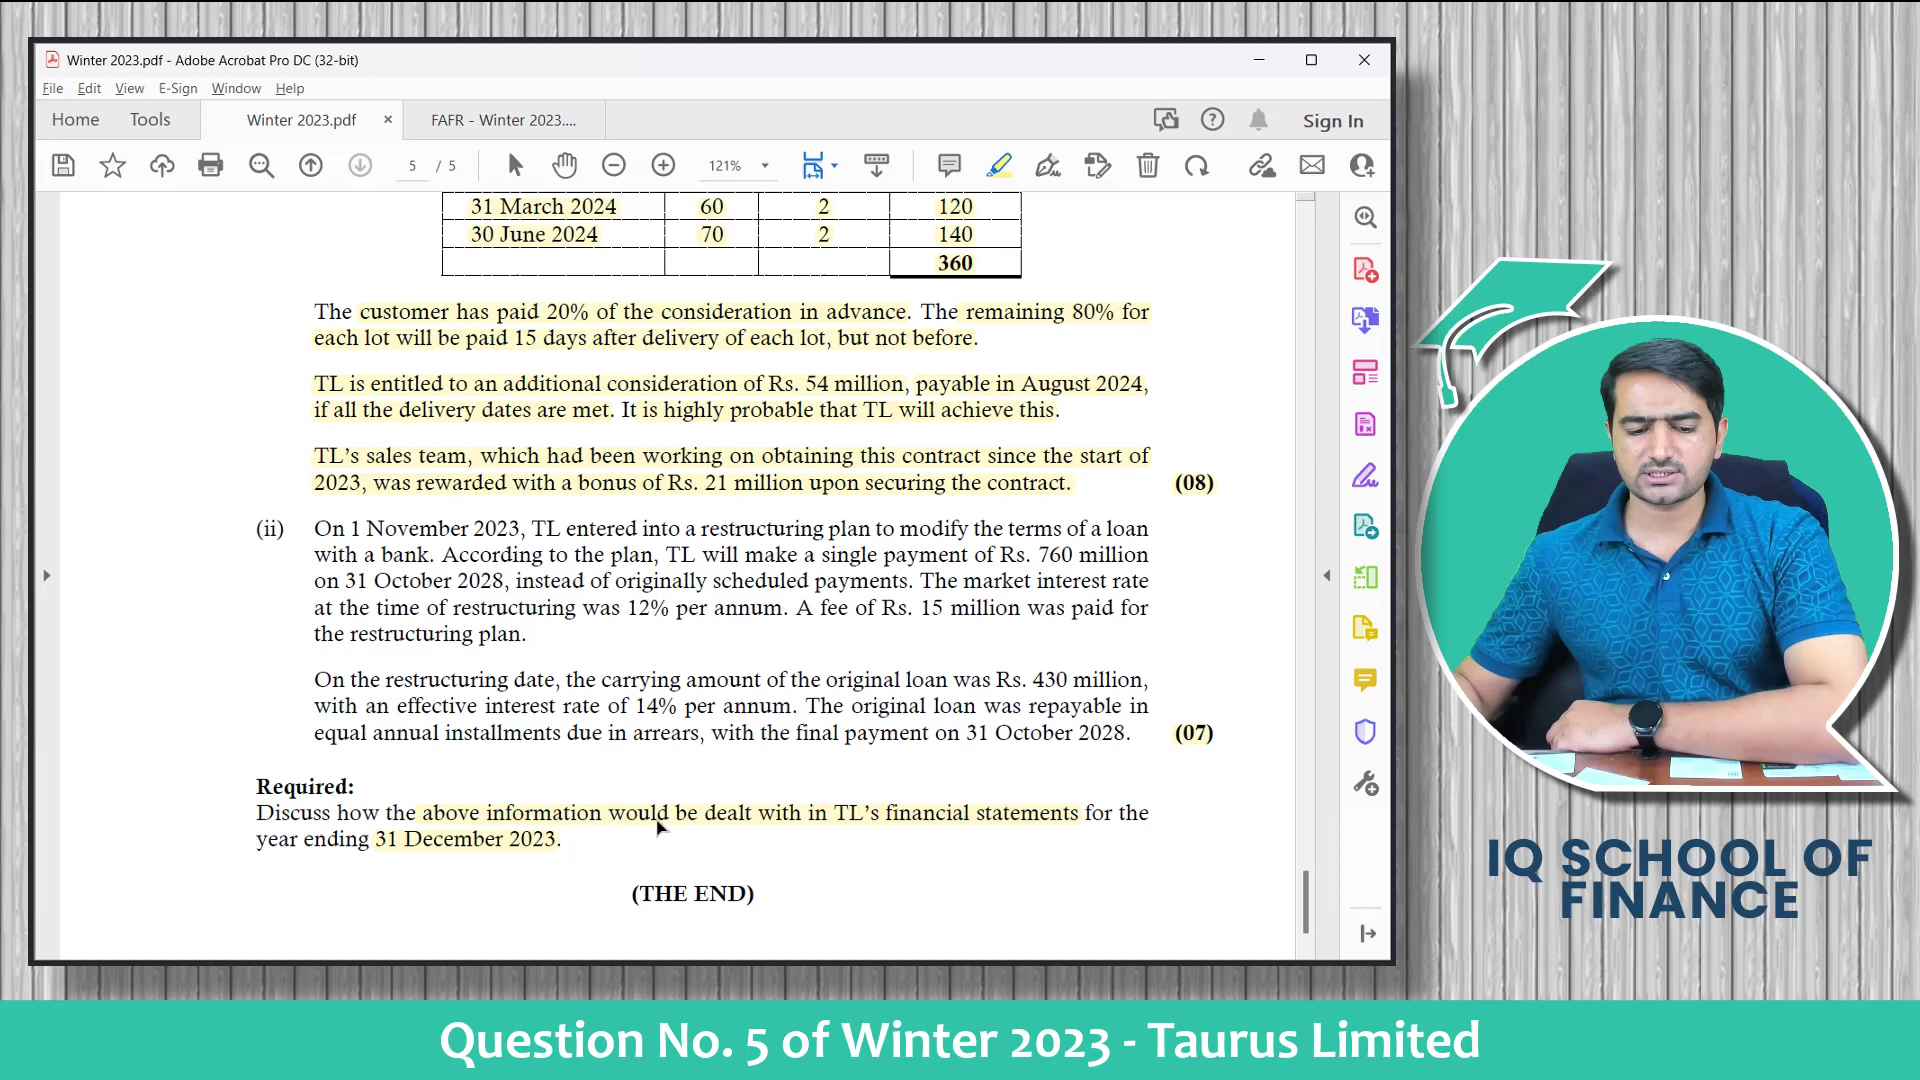 Winter 2023.pdf - Adobe Acrobat Pro DC (32-bit)
File Edit View E-Sign Window Help
Home Tools Winter 2023.pdf × FAFR - Winter 2023.... Sign In
5 / 5 121%
31 March 2024 60 2 120
30 June 2024 70 2 140
360
The customer has paid 20% of the consideration in advance. The remaining 80% for
each lot will be paid 15 days after delivery of each lot, but not before.
TL is entitled to an additional consideration of Rs. 54 million, payable in August 2024,
if all the delivery dates are met. It is highly probable that TL will achieve this.
TL's sales team, which had been working on obtaining this contract since the start of
2023, was rewarded with a bonus of Rs. 21 million upon securing the contract. (08)
(ii) On 1 November 2023, TL entered into a restructuring plan to modify the terms of a loan
with a bank. According to the plan, TL will make a single payment of Rs. 760 million
on 31 October 2028, instead of originally scheduled payments. The market interest rate
at the time of restructuring was 12% per annum. A fee of Rs. 15 million was paid for
the restructuring plan.
On the restructuring date, the carrying amount of the original loan was Rs. 430 million,
with an effective interest rate of 14% per annum. The original loan was repayable in
equal annual installments due in arrears, with the final payment on 31 October 2028. (07)
Required:
Discuss how the above information would be dealt with in TL's financial statements for the
year ending 31 December 2023.
(THE END)
IQ SCHOOL OF
FINANCE
Question No. 5 of Winter 2023 - Taurus Limited